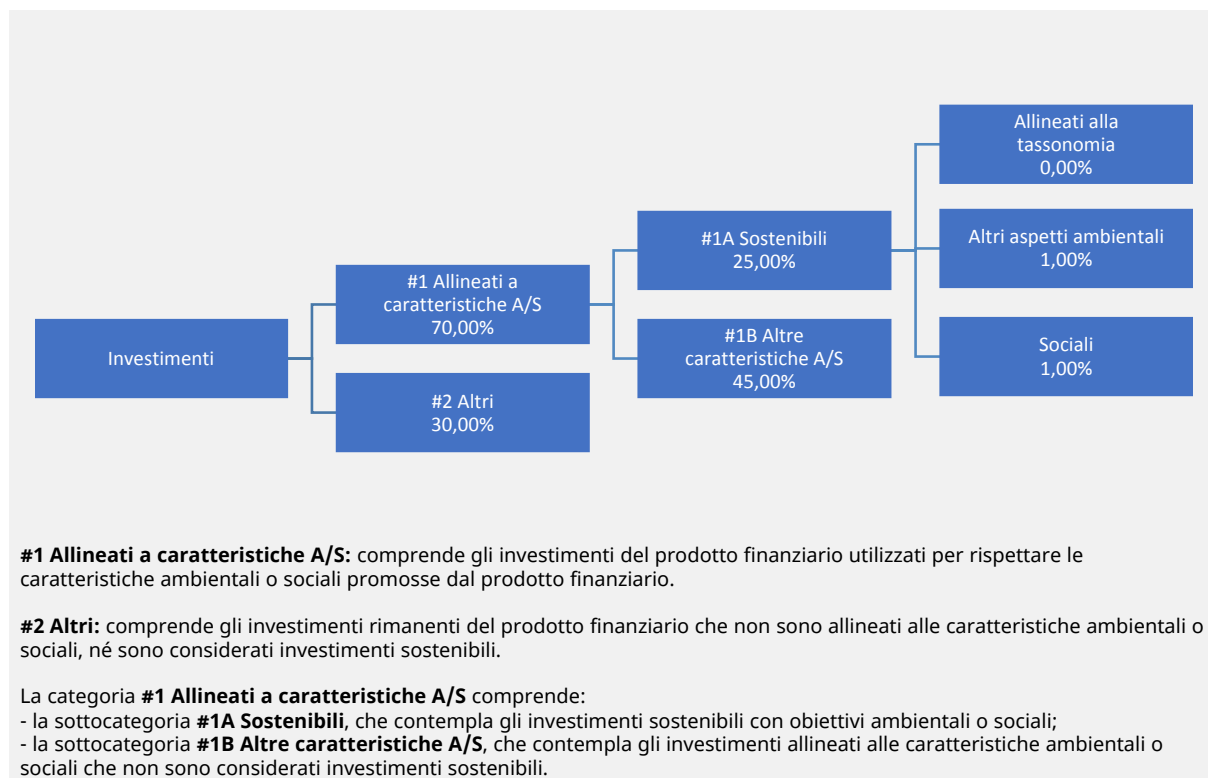 Investimenti
#1 Allineati a
caratteristiche A/S
70,00%
#2 Altri
30,00%
#1A Sostenibili
25,00%
#1B Altre
caratteristiche A/S
45,00%
Allineati alla
tassonomia
0,00%
Altri aspetti ambientali
1,00%
Sociali
1,00%
#1 Allineati a caratteristiche A/S: comprende gli investimenti del prodotto finanziario utilizzati per rispettare le
caratteristiche ambientali o sociali promosse dal prodotto finanziario.
#2 Altri: comprende gli investimenti rimanenti del prodotto finanziario che non sono allineati alle caratteristiche ambientali o
sociali, né sono considerati investimenti sostenibili.
La categoria #1 Allineati a caratteristiche A/S comprende:
- la sottocategoria #1A Sostenibili, che contempla gli investimenti sostenibili con obiettivi ambientali o sociali;
- la sottocategoria #1B Altre caratteristiche A/S, che contempla gli investimenti allineati alle caratteristiche ambientali o
sociali che non sono considerati investimenti sostenibili.